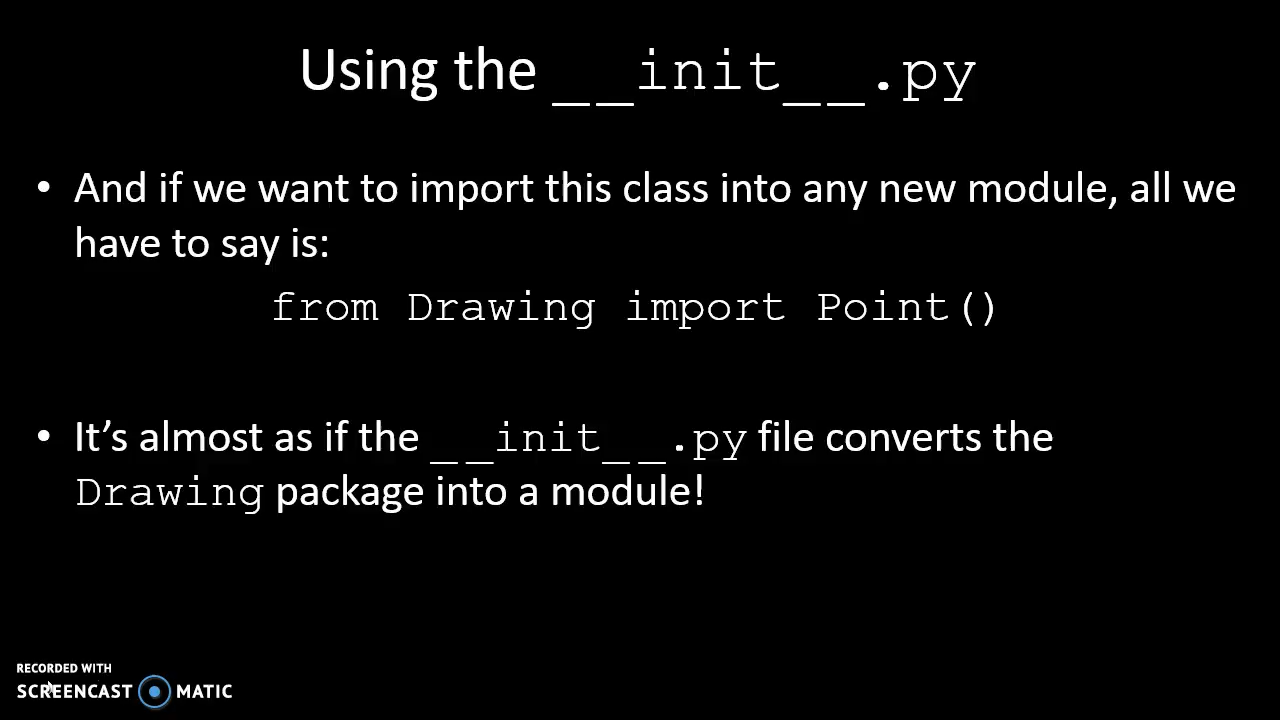 Using the __init__.py
• And if we want to import this class into any new module, all we
have to say is:
from Drawing import Point()
• It’s almost as if the __init__.py file converts the
Drawing package into a module!
RECORDED WITH
SCREENCAST MATIC